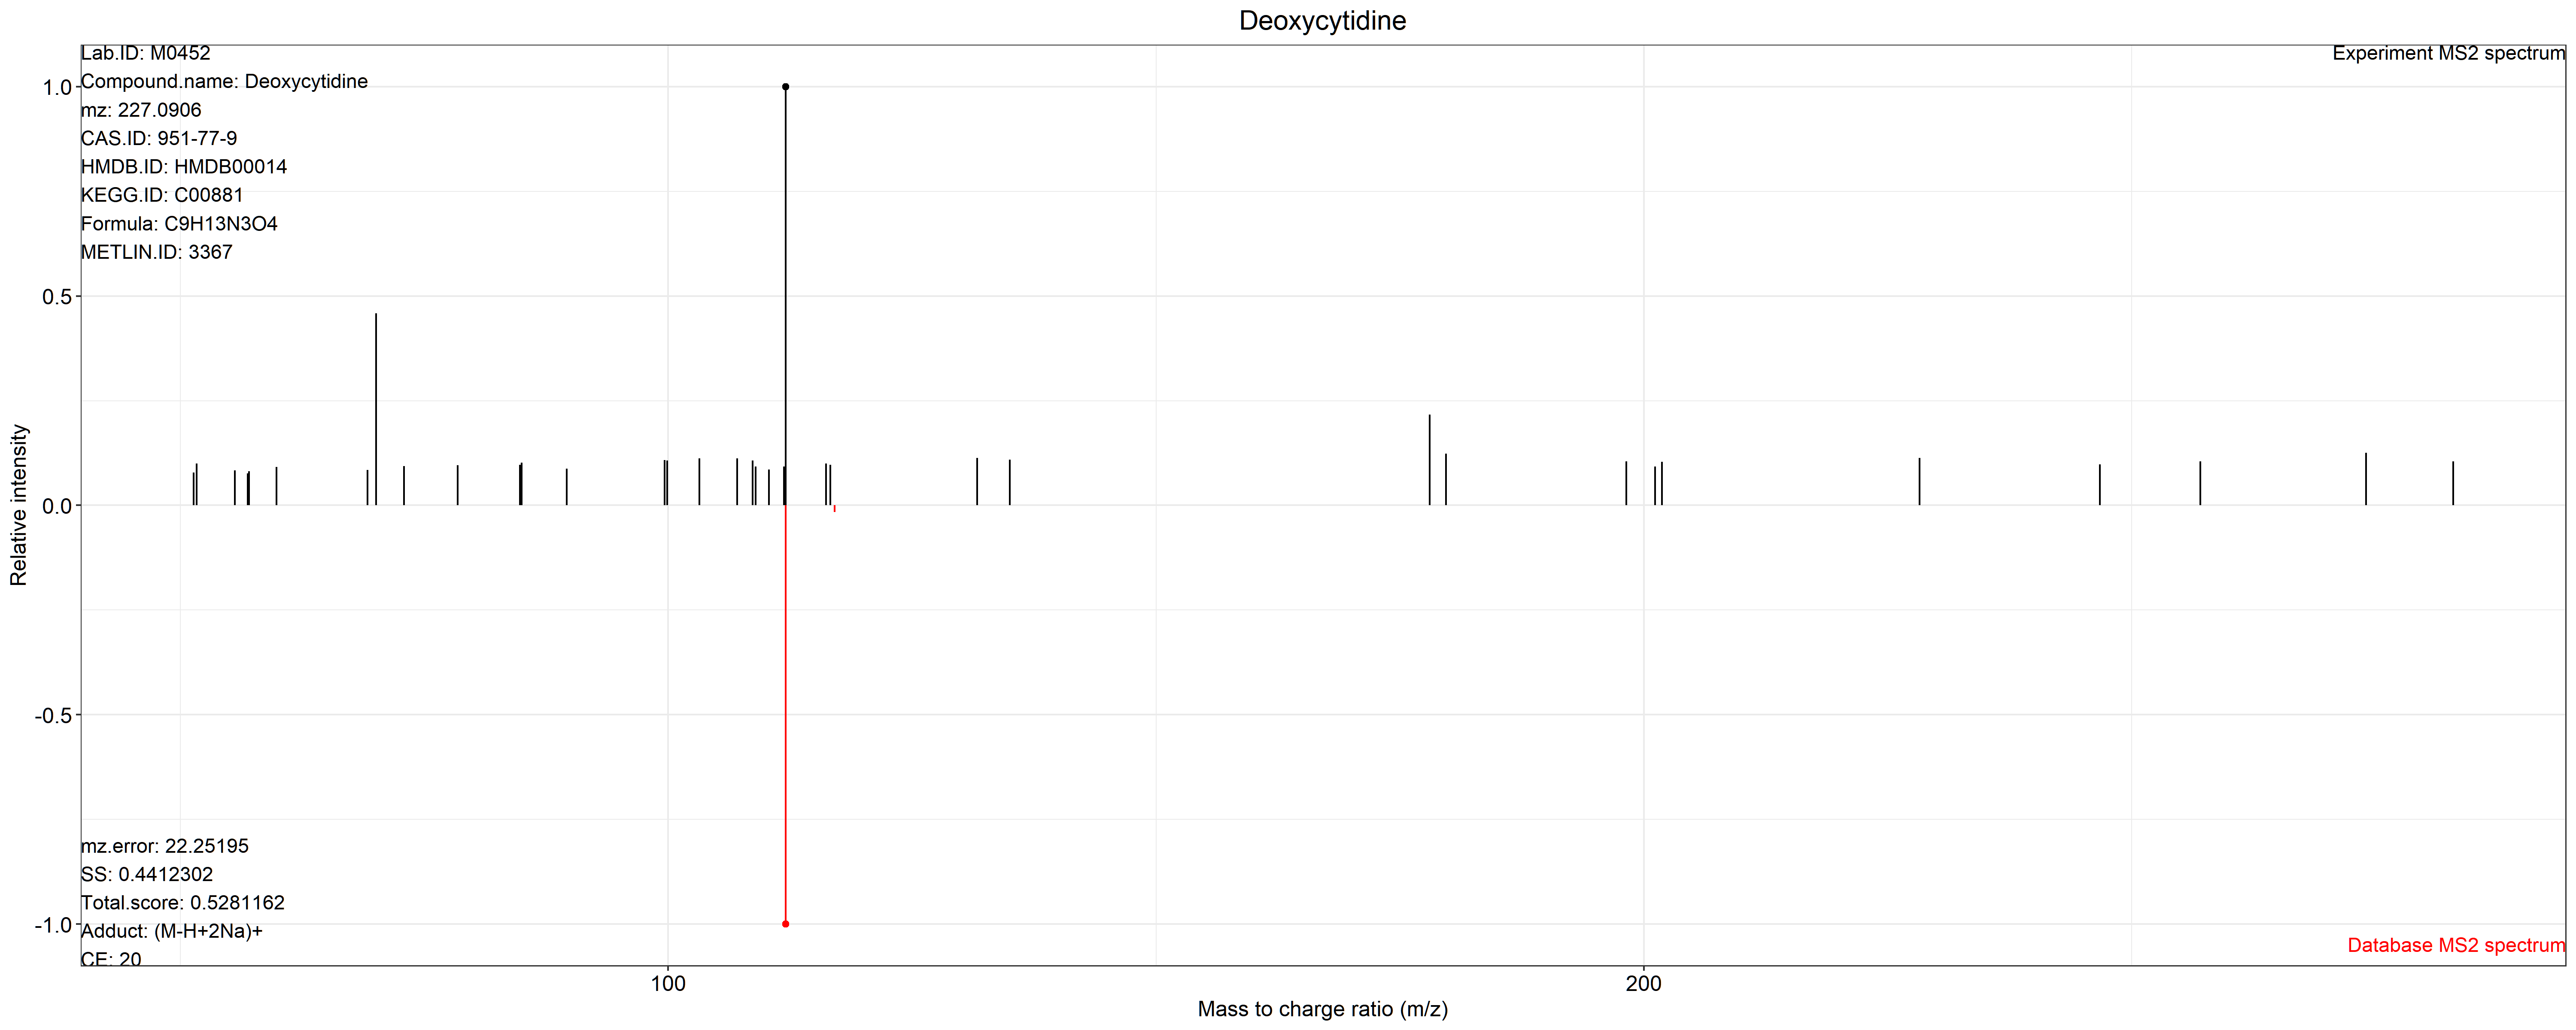 Deoxycytidine
Lab.ID: M0452
Experiment MS2 spectrum
Compound.name: Deoxycytidine
mz: 227.0906
CAS.ID: 951-77-9
HMDB.ID: HMDB00014
KEGG.ID: C00881
Formula: C9H13N3O4
METLIN.ID: 3367
1.0
0.5
0.0
-0.5
-1.0
Relative intensity
mz.error: 22.25195
SS: 0.4412302
Total.score: 0.5281162
Adduct: (M-H+2Na)+
CE: 20
Database MS2 spectrum
100
200
Mass to charge ratio (m/z)